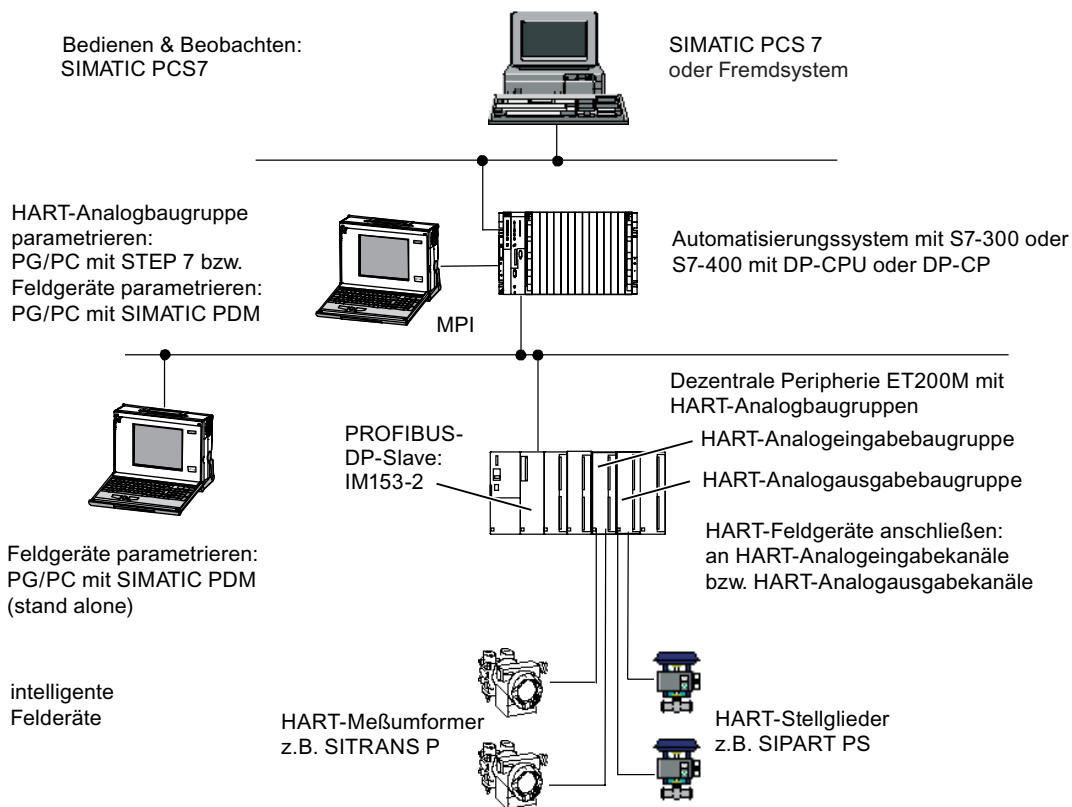 Bedienen & Beobachten:
SIMATIC PCS7
SIMATIC PCS 7
oder Fremdsystem
HART-Analogbaugruppe
parametrieren:
PG/PC mit STEP 7 bzw.
Feldgeräte parametrieren:
PG/PC mit SIMATIC PDM
MPI
Automatisierungssystem mit S7-300 oder
S7-400 mit DP-CPU oder DP-CP
Dezentrale Peripherie ET200M mit
HART-Analogbaugruppen
PROFIBUS-
DP-Slave:
IM153-2
HART-Analogeingabebaugruppe
HART-Analogausgabebaugruppe
HART-Feldgeräte anschließen:
an HART-Analogeingabekanäle
bzw. HART-Analogausgabekanäle
Feldgeräte parametrieren:
PG/PC mit SIMATIC PDM
(stand alone)
intelligente
Felderäte
HART-Meßumformer
z.B. SITRANS P
HART-Stellglieder
z.B. SIPART PS